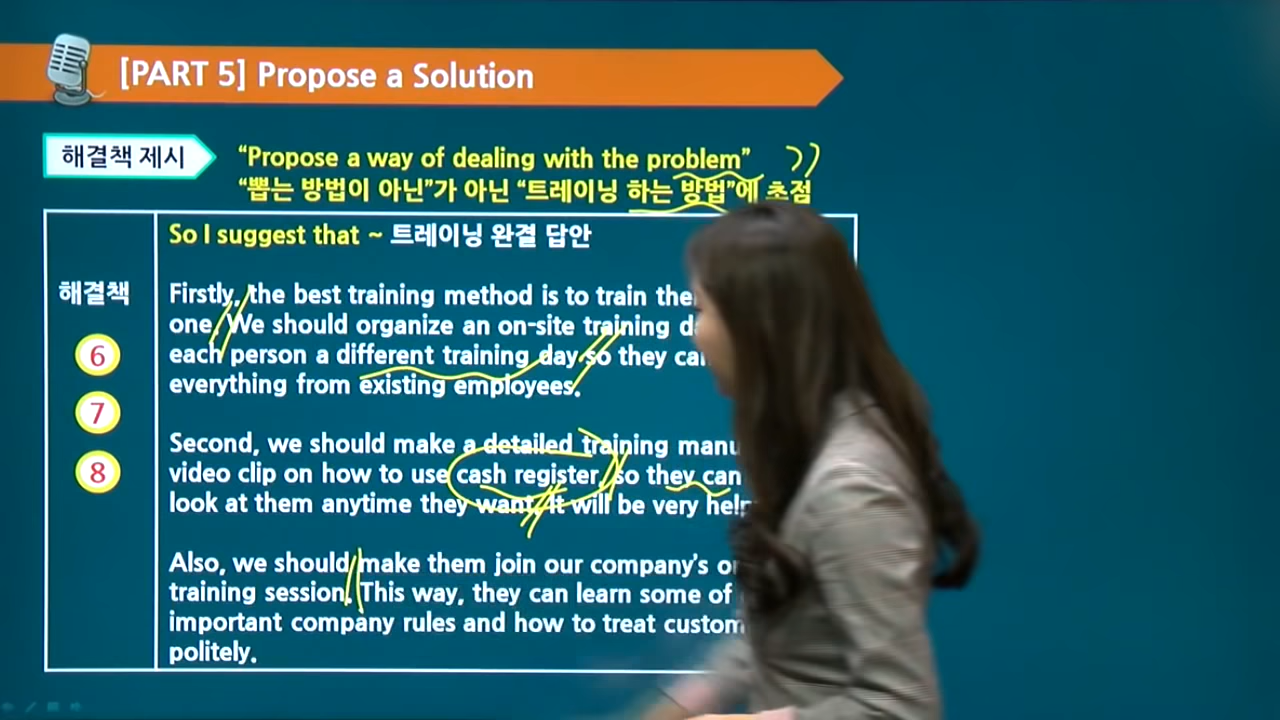 [PART 5] Propose a Solution
해결책 제시
“Propose a way of dealing with the problem”
“뽑는 방법이 아닌”가 아닌 “트레이닝 하는 방법”에 초점
So I suggest that ~ 트레이닝 완결 답안
해결책
6
7
8
Firstly, the best training method is to train
one. We should organize an on-site training
each person a different training day so they
everything from existing employees.
Second, we should make a detailed training
video clip on how to use cash register, so they can
look at them anytime they want. It will be very
Also, we should make them join our company’s
training session. This way, they can learn some of
important company rules and how to treat
politely.